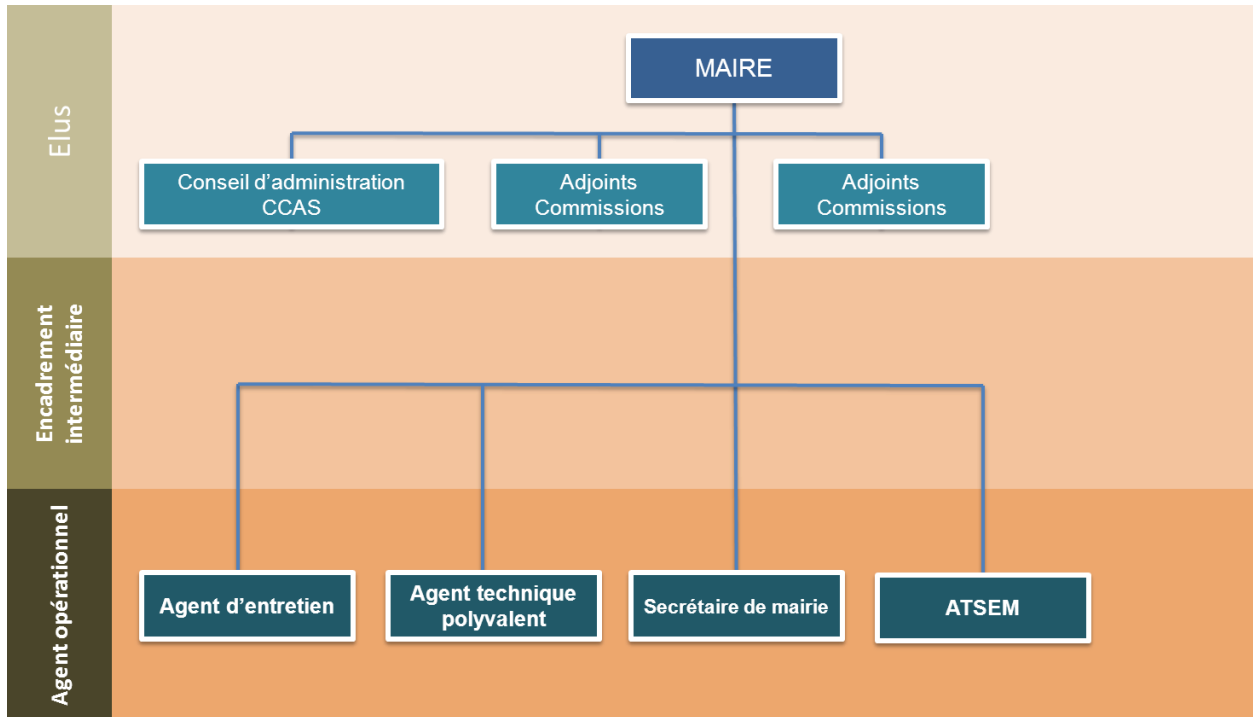 Elus
MAIRE
Conseil d’administration
CCAS
Adjoints
Commissions
Adjoints
Commissions
Encadrement
intermédiaire
Agent opérationnel
Agent d’entretien
Agent technique
polyvalent
Secrétaire de mairie
ATSEM